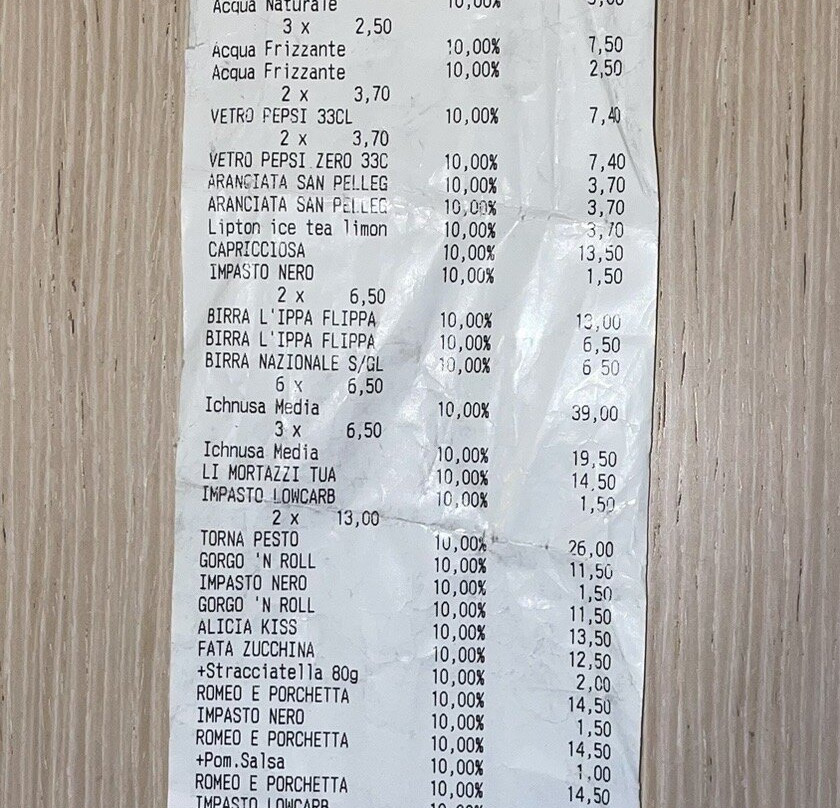 Acqua Naturale 10,00%
3 x 2,50
Acqua Frizzante 10,00% 7,50
Acqua Frizzante 10,00% 2,50
2 x 3,70
VETRO PEPSI 33CL 10,00% 7,40
2 x 3,70
VETRO PEPSI ZERO 33C 10,00% 7,40
ARANCIATA SAN PELLEG 10,00% 3,70
ARANCIATA SAN PELLEG 10,00% 3,70
Lipton ice tea limon 10,00% 3,70
CAPRICCIOSA 10,00% 13,50
IMPASTO NERO 10,00% 1,50
2 x 6,50
BIRRA L'IPPA FLIPPA 10,00% 13,00
BIRRA L'IPPA FLIPPA 10,00% 6,50
BIRRA NAZIONALE S/GL 10,00% 6 50
6 x 6,50
Ichnusa Media 10,00% 39,00
3 x 6,50
Ichnusa Media 10,00% 19,50
LI MORTAZZI TUA 10,00% 14,50
IMPASTO LOWCARB 10,00% 1,50
2 x 13,00
TORNA PESTO 10,00% 26,00
GORGO 'N ROLL 10,00% 11,50
IMPASTO NERO 10,00% 1,50
GORGO 'N ROLL 10,00% 11,50
ALICIA KISS 10,00% 13,50
FATA ZUCCHINA 10,00% 12,50
+Stracciatella 80g 10,00% 2,00
ROMEO E PORCHETTA 10,00% 14,50
IMPASTO NERO 10,00% 1,50
ROMEO E PORCHETTA 10,00% 14,50
+Pom.Salsa 10,00% 1,00
ROMEO E PORCHETTA 10,00% 14,50
IMPASTO LOWCARB 10,00%